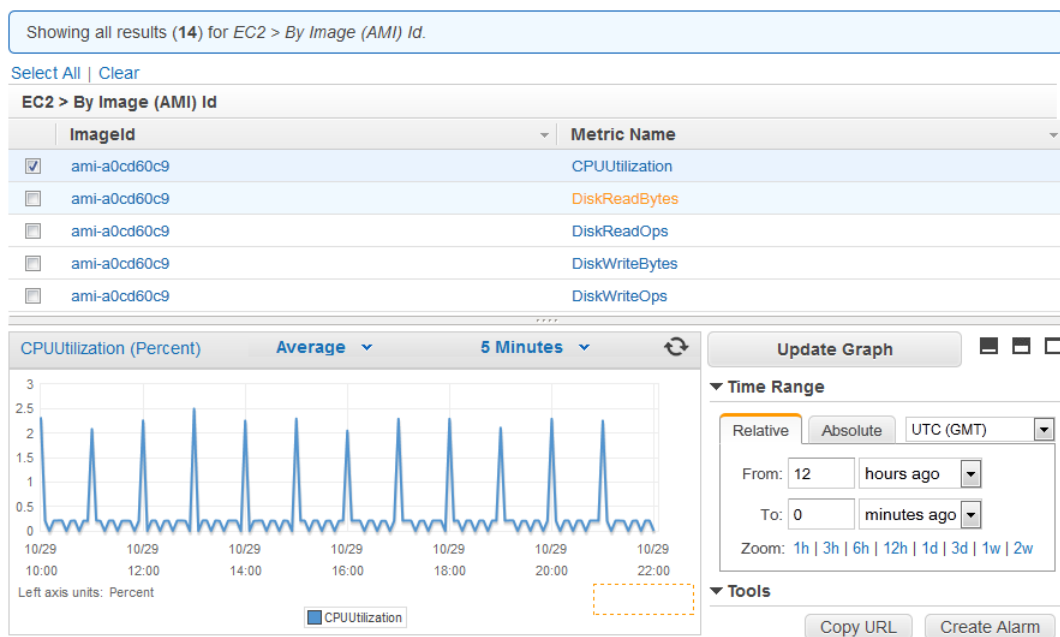 Showing all results (14) for EC2 > By Image (AMI) Id.
Select All | Clear
EC2 > By Image (AMI) Id
ImageId Metric Name
ami-a0cd60c9 CPUUtilization
ami-a0cd60c9 DiskReadBytes
ami-a0cd60c9 DiskReadOps
ami-a0cd60c9 DiskWriteBytes
ami-a0cd60c9 DiskWriteOps
CPUUtilization (Percent) Average 5 Minutes
3
2.5
2
1.5
1
0.5
0
10/29 10/29 10/29 10/29 10/29 10/29 10/29
10:00 12:00 14:00 16:00 18:00 20:00 22:00
Left axis units: Percent
CPUUtilization
Update Graph
Time Range
Relative Absolute UTC (GMT)
From: 12 hours ago
To: 0 minutes ago
Zoom: 1h | 3h | 6h | 12h | 1d | 3d | 1w | 2w
Tools
Copy URL Create Alarm